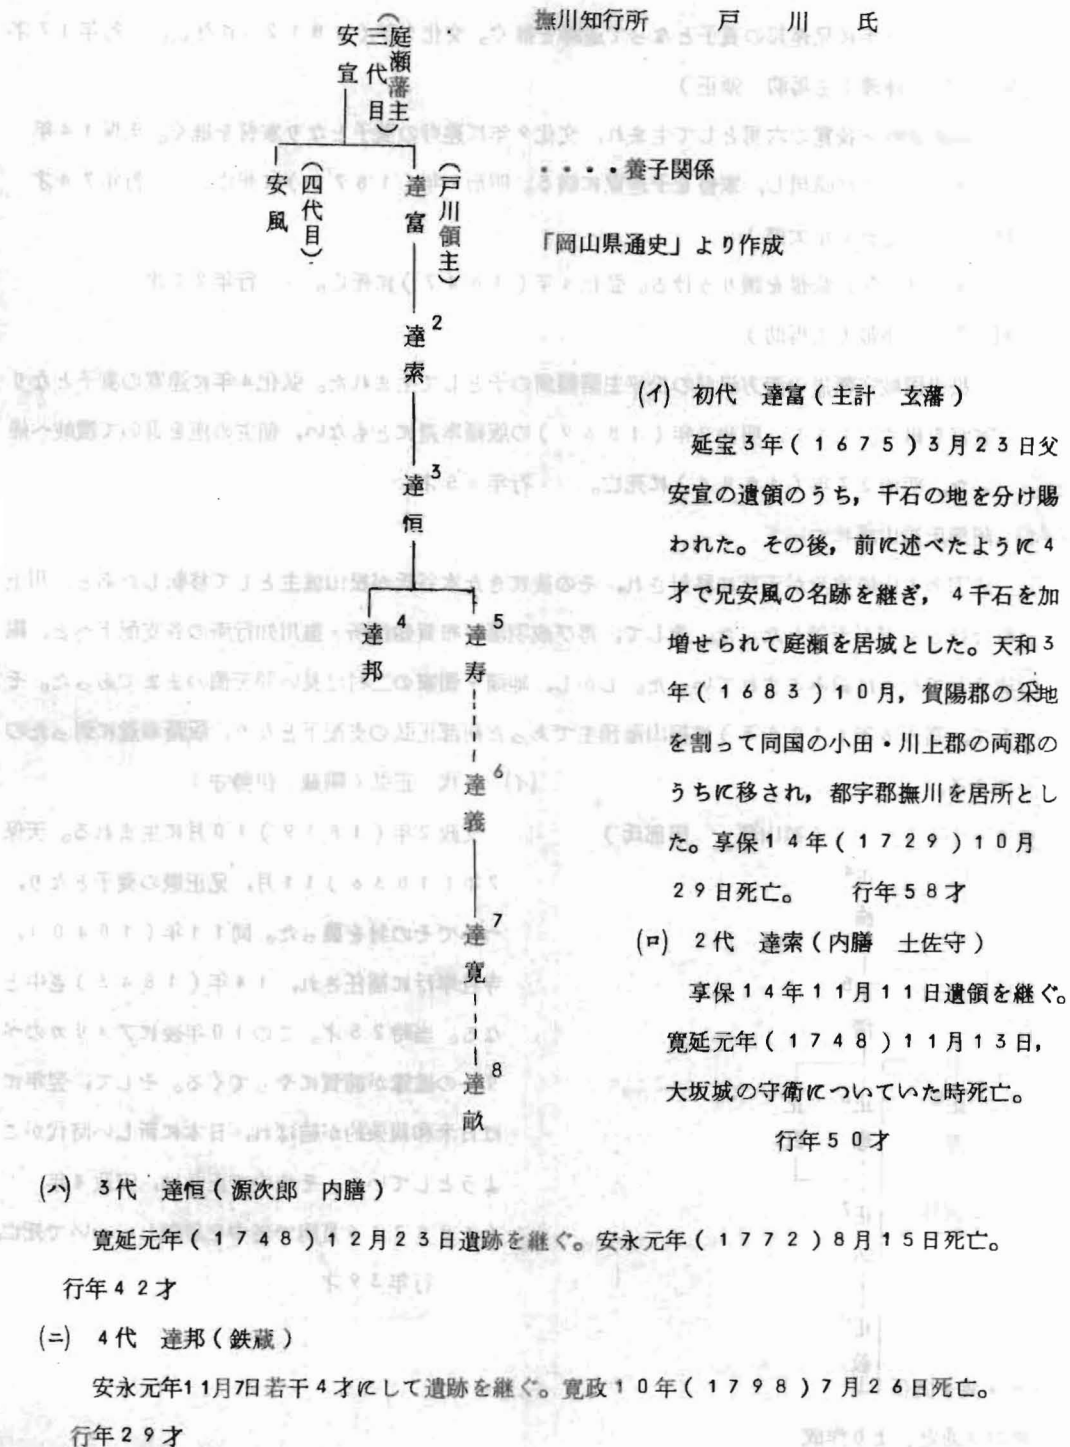 撫川知行所　戸川氏
(庭瀬藩主三代目)
安宣
(四代目)
安風
(戸川領主)
達富
・・・・養子関係
「岡山県通史」より作成
達索2
達恒3
達邦4
達寿5
達義6
達寛7
達畝8
(イ)　初代　達富(主計　玄藩)
延宝3年(1675)3月23日父
安宣の遺領のうち，千石の地を分け賜
われた。その後，前に述べたように4
才で兄安風の名跡を継ぎ，4千石を加
増せられて庭瀬を居城とした。天和3
年(1683)10月，賀陽郡の采地
を割って同国の小田・川上郡の両郡の
うちに移され，都宇郡撫川を居所とし
た。享保14年(1729)10月
29日死亡。　行年58才
(ロ)　2代　達索(内膳　土佐守)
享保14年11月11日遺領を継ぐ。
寛延元年(1748)11月13日，
大坂城の守衛についていた時死亡。
行年50才
(ハ)　3代　達恒(源次郎　内膳)
寛延元年(1748)12月23日遺跡を継ぐ。安永元年(1772)8月15日死亡。
行年42才
(ニ)　4代　達邦(鉄蔵)
安永元年11月7日若干4才にして遺跡を継ぐ。寛政10年(1798)7月26日死亡。
行年29才